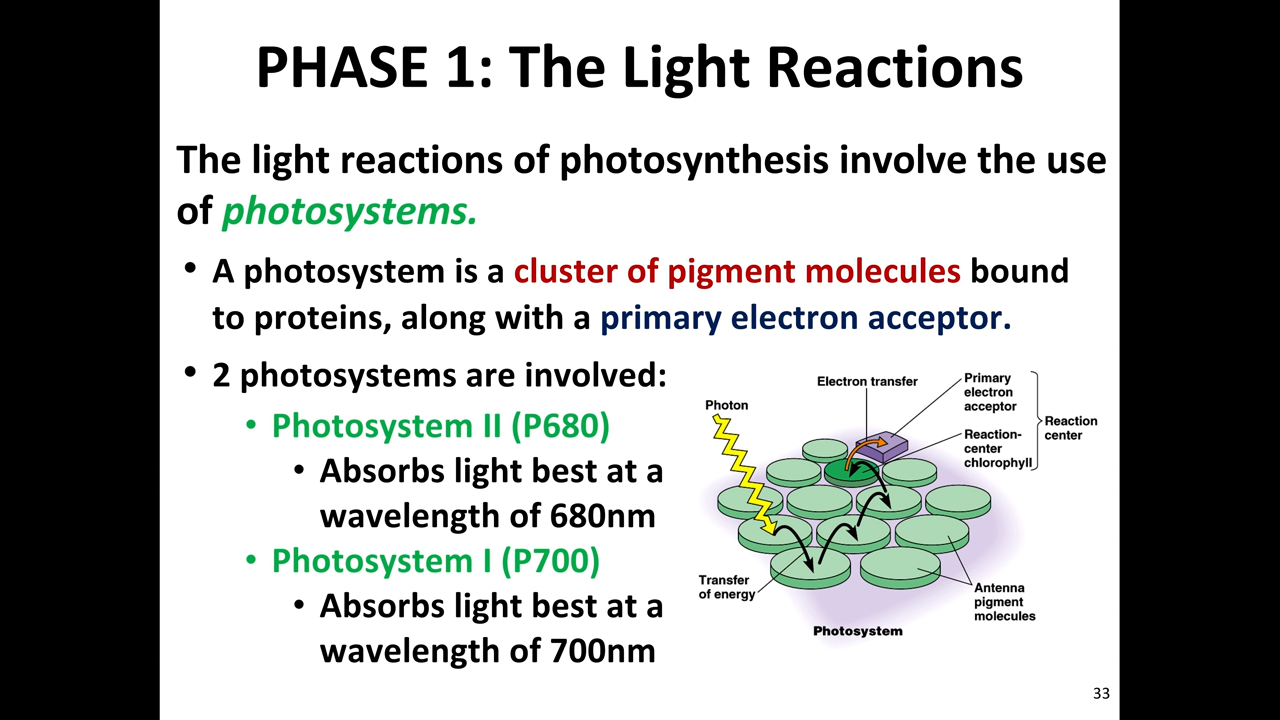 PHASE 1: The Light Reactions
The light reactions of photosynthesis involve the use
of photosystems.
• A photosystem is a cluster of pigment molecules bound
to proteins, along with a primary electron acceptor.
• 2 photosystems are involved:
• Photosystem II (P680)
• Absorbs light best at a
wavelength of 680nm
• Photosystem I (P700)
• Absorbs light best at a
wavelength of 700nm
Electron transfer
Primary
electron
acceptor
Photon
Reaction
center
Reaction-
center
chlorophyll
Transfer
of energy
Antenna
pigment
molecules
Photosystem
33